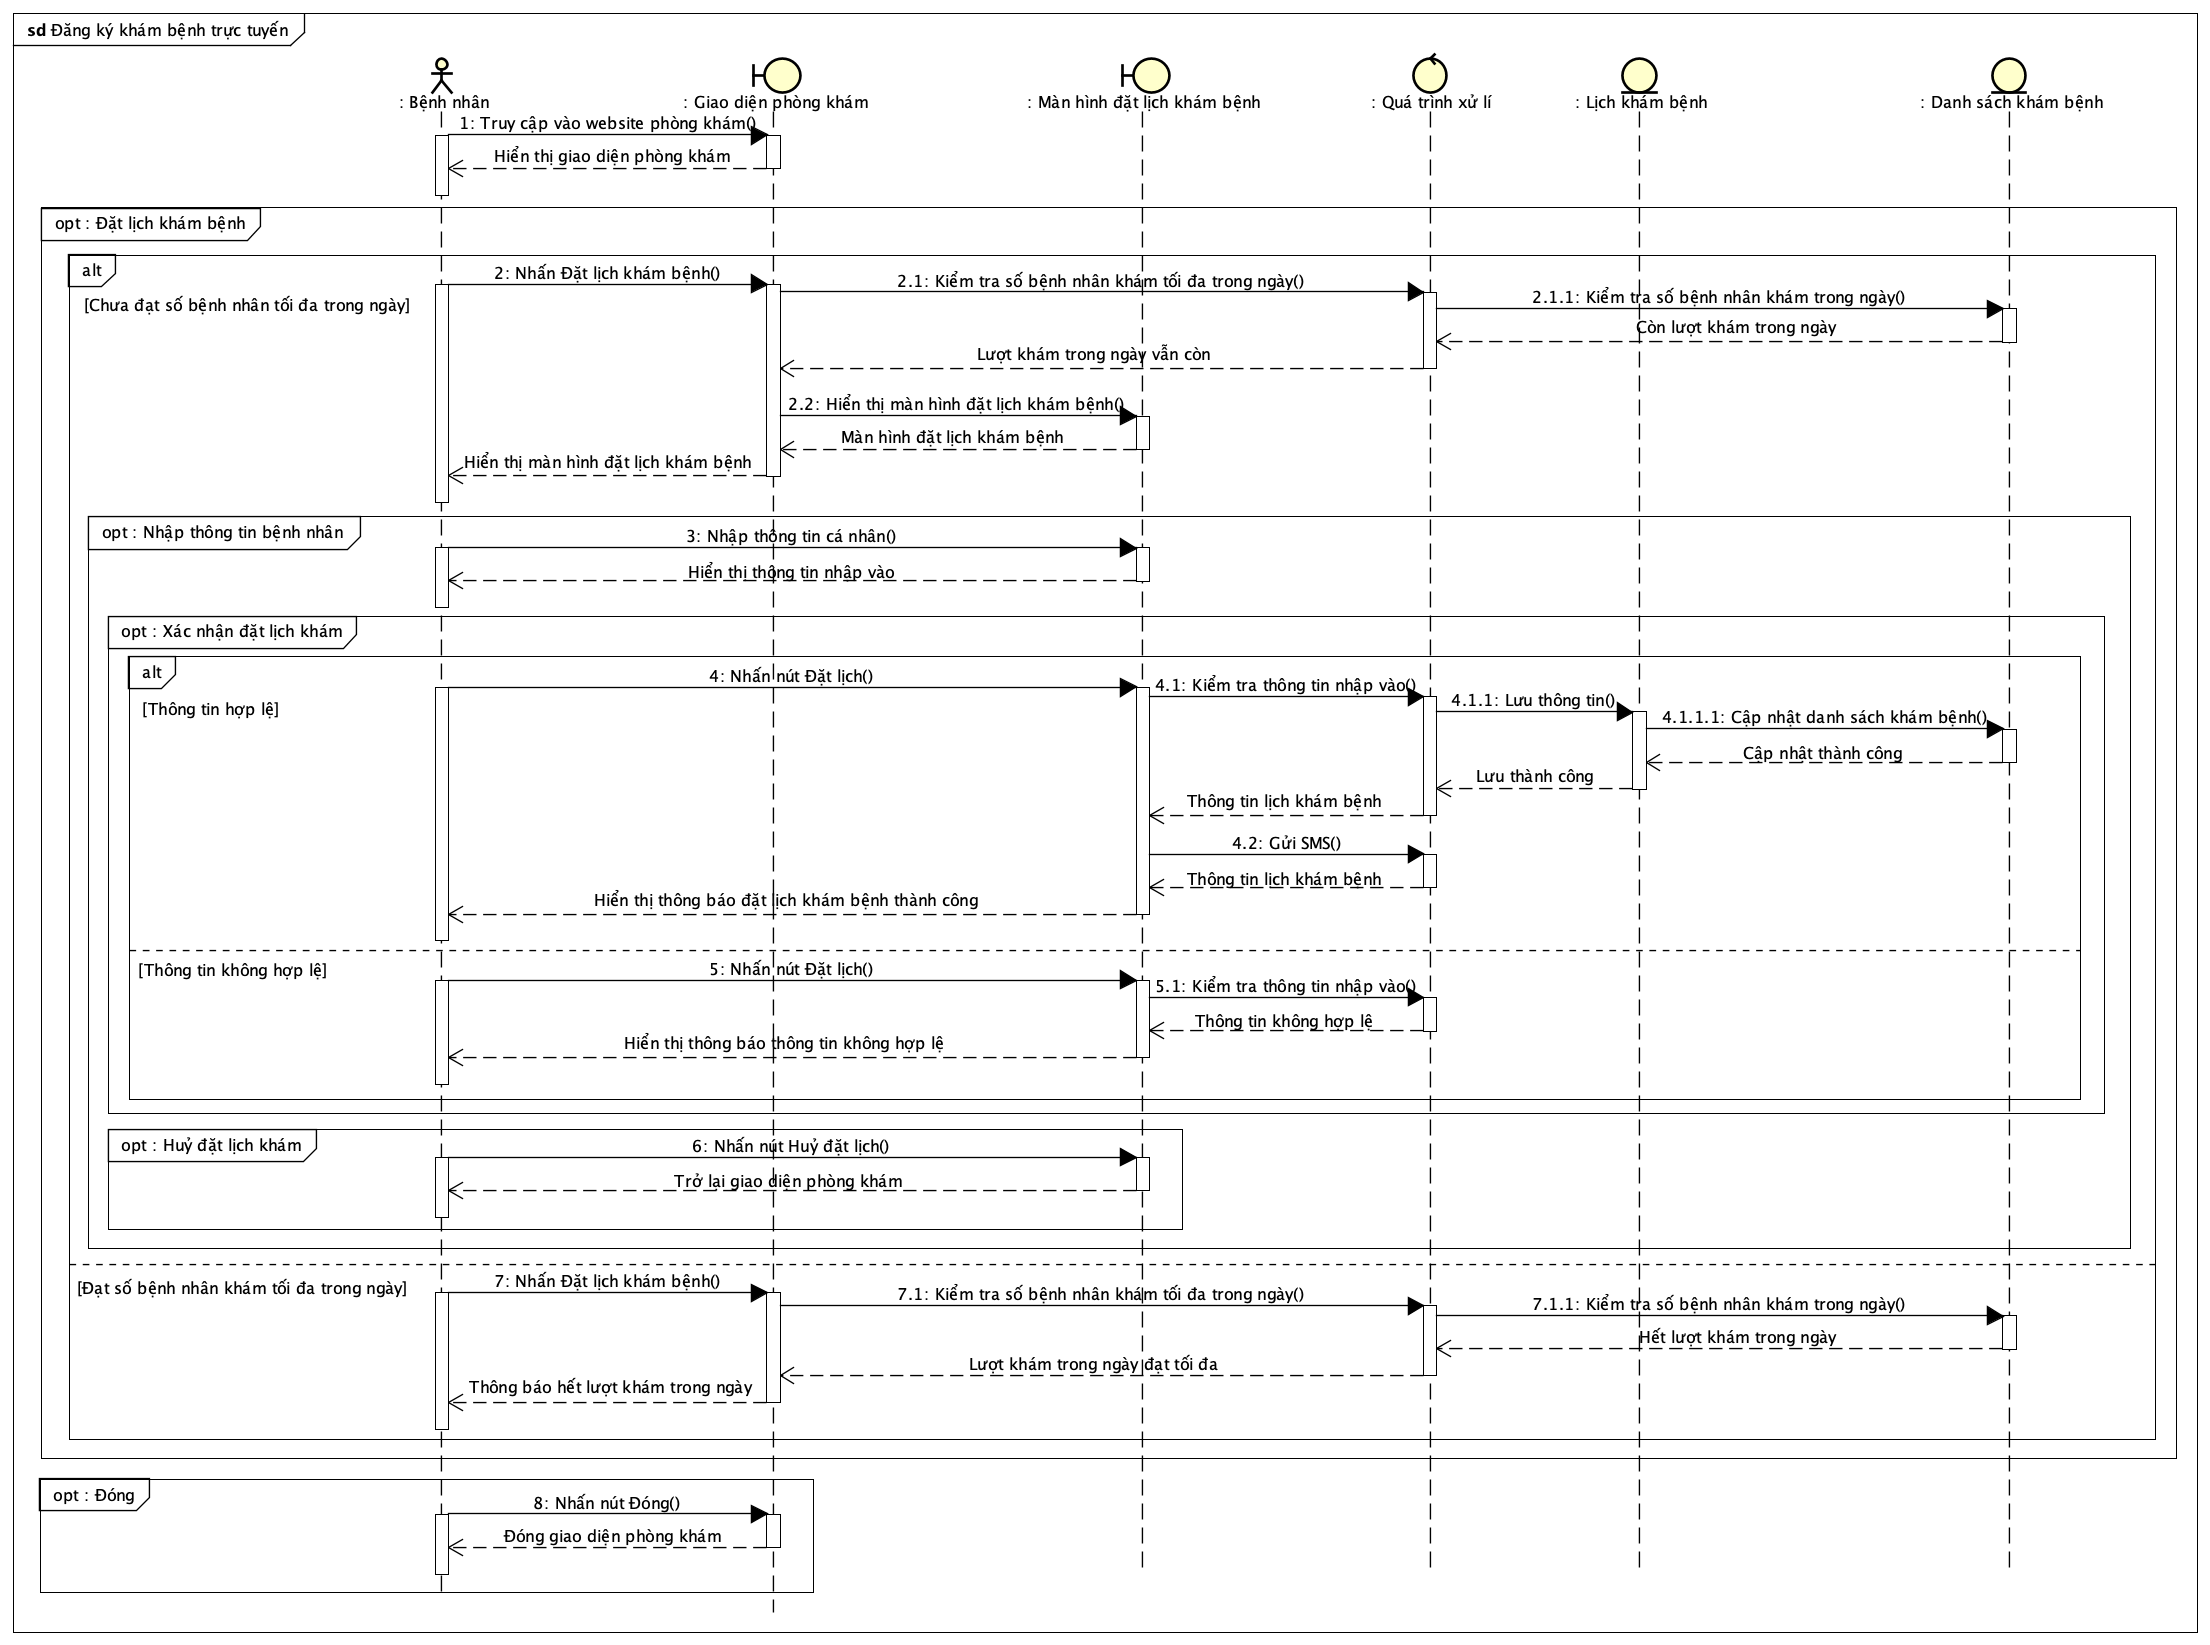 sd Đăng ký khám bệnh trực tuyến
: Bệnh nhân
: Giao diện phòng khám
: Màn hình đặt lịch khám bệnh
: Quá trình xử lí
: Lịch khám bệnh
: Danh sách khám bệnh
1: Truy cập vào website phòng khám()
Hiển thị giao diện phòng khám
opt : Đặt lịch khám bệnh
alt
2: Nhấn Đặt lịch khám bệnh()
2.1: Kiểm tra số bệnh nhân khám tối đa trong ngày()
2.1.1: Kiểm tra số bệnh nhân khám trong ngày()
[Chưa đạt số bệnh nhân tối đa trong ngày]
Còn lượt khám trong ngày
Lượt khám trong ngày vẫn còn
2.2: Hiển thị màn hình đặt lịch khám bệnh()
Màn hình đặt lịch khám bệnh
Hiển thị màn hình đặt lịch khám bệnh
opt : Nhập thông tin bệnh nhân
3: Nhập thông tin cá nhân()
Hiển thị thông tin nhập vào
opt : Xác nhận đặt lịch khám
alt
4: Nhấn nút Đặt lịch()
4.1: Kiểm tra thông tin nhập vào()
4.1.1: Lưu thông tin()
[Thông tin hợp lệ]
4.1.1.1: Cập nhật danh sách khám bệnh()
Cập nhật thành công
Lưu thành công
Thông tin lịch khám bệnh
4.2: Gửi SMS()
Thông tin lịch khám bệnh
Hiển thị thông báo đặt lịch khám bệnh thành công
[Thông tin không hợp lệ]
5: Nhấn nút Đặt lịch()
5.1: Kiểm tra thông tin nhập vào()
Thông tin không hợp lệ
Hiển thị thông báo thông tin không hợp lệ
opt : Huỷ đặt lịch khám
6: Nhấn nút Huỷ đặt lịch()
Trở lại giao diện phòng khám
[Đạt số bệnh nhân khám tối đa trong ngày]
7: Nhấn Đặt lịch khám bệnh()
7.1: Kiểm tra số bệnh nhân khám tối đa trong ngày()
7.1.1: Kiểm tra số bệnh nhân khám trong ngày()
Hết lượt khám trong ngày
Lượt khám trong ngày đạt tối đa
Thông báo hết lượt khám trong ngày
opt : Đóng
8: Nhấn nút Đóng()
Đóng giao diện phòng khám